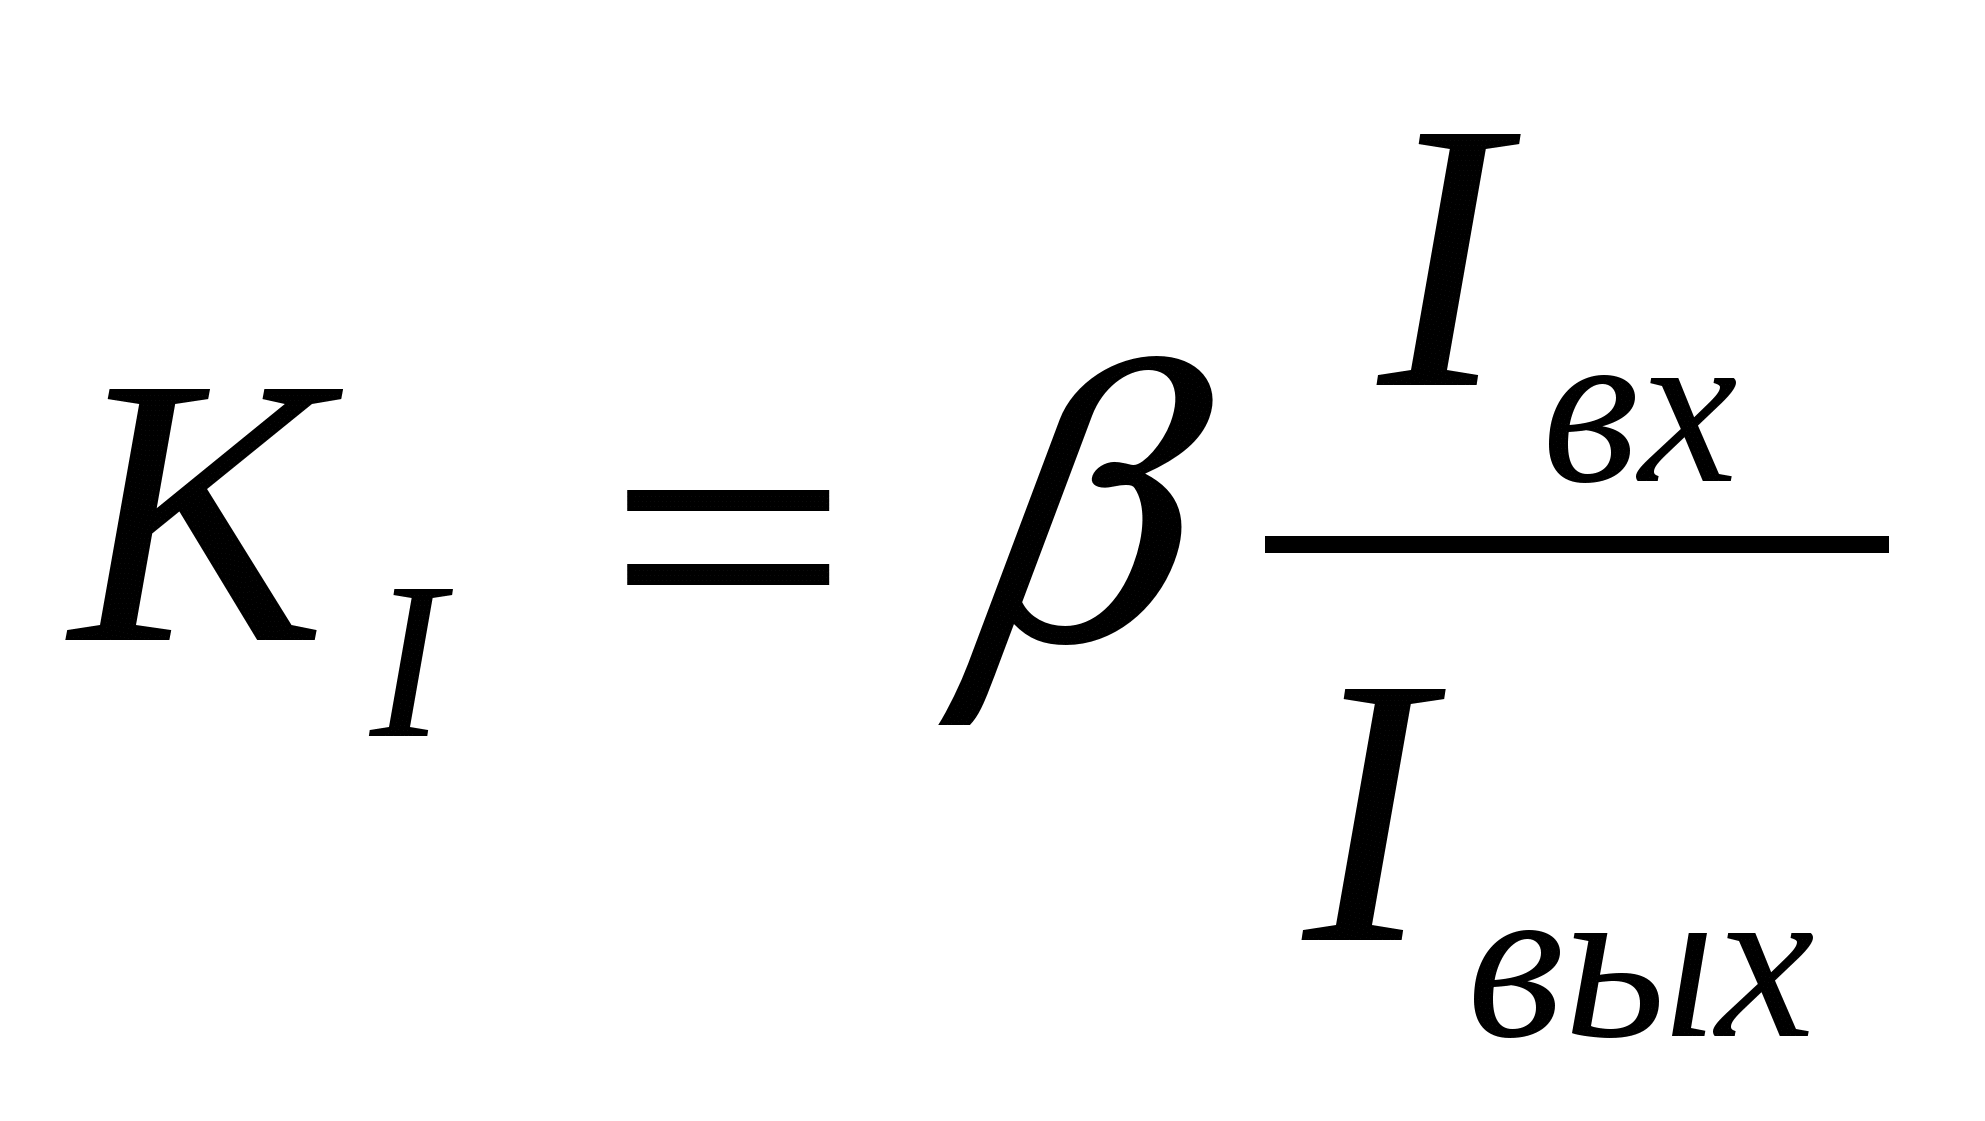 K_I = β I_вх / I_вых